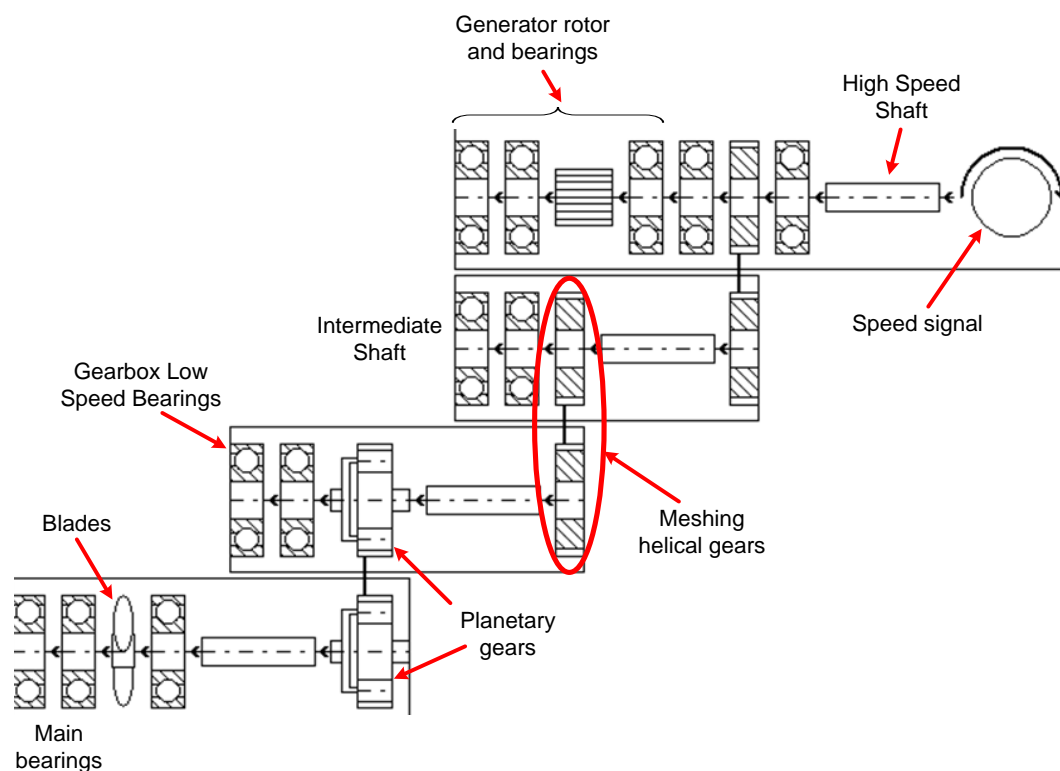 Generator rotor
and bearings
High Speed
Shaft
Speed signal
Intermediate
Shaft
Gearbox Low
Speed Bearings
Meshing
helical gears
Blades
Planetary
gears
Main
bearings